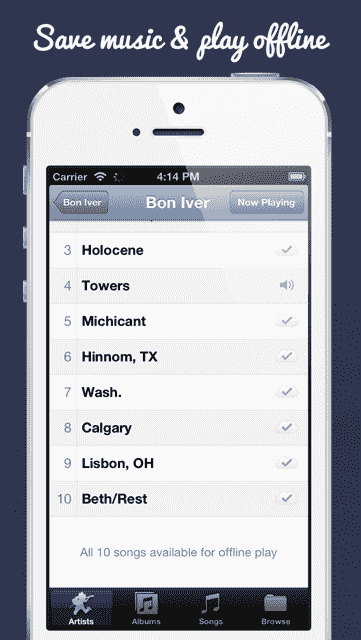 Save music & play offline
Carrier 4:14 PM
Bon Iver Bon Iver Now Playing
3 Holocene
4 Towers
5 Michicant
6 Hinnom, TX
7 Wash.
8 Calgary
9 Lisbon, OH
10 Beth/Rest
All 10 songs available for offline play
Artists Albums Songs Browse